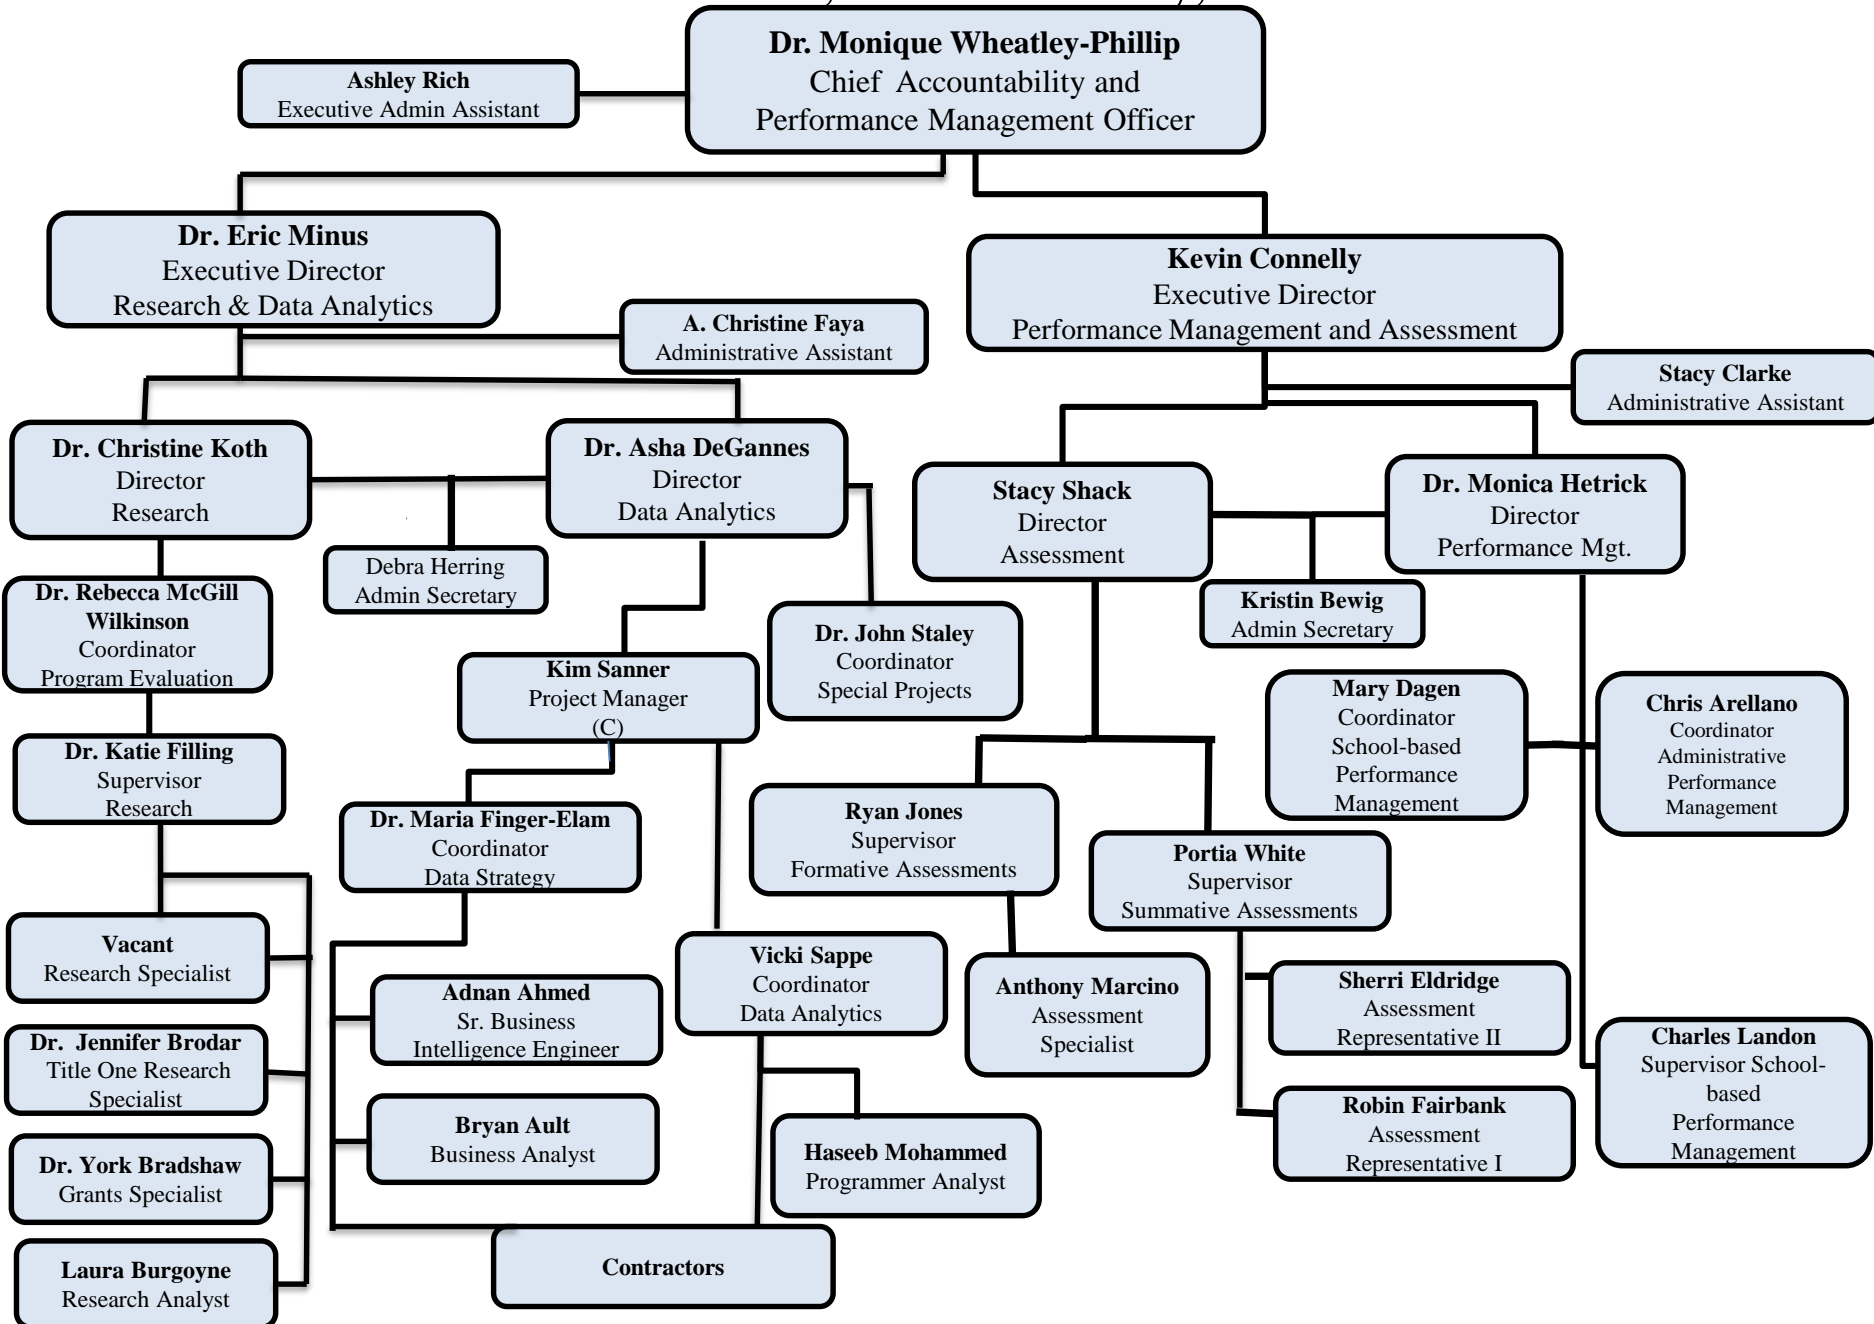 Dr. Monique Wheatley-Phillip
Chief Accountability and
Performance Management Officer
Ashley Rich
Executive Admin Assistant
Dr. Eric Minus
Executive Director
Research & Data Analytics
Kevin Connelly
Executive Director
Performance Management and Assessment
A. Christine Faya
Administrative Assistant
Stacy Clarke
Administrative Assistant
Dr. Christine Koth
Director
Research
Dr. Asha DeGannes
Director
Data Analytics
Stacy Shack
Director
Assessment
Dr. Monica Hetrick
Director
Performance Mgt.
Debra Herring
Admin Secretary
Kristin Bewig
Admin Secretary
Dr. Rebecca McGill
Wilkinson
Coordinator
Program Evaluation
Dr. John Staley
Coordinator
Special Projects
Kim Sanner
Project Manager
(C)
Mary Dagen
Coordinator
School-based
Performance
Management
Chris Arellano
Coordinator
Administrative
Performance
Management
Dr. Katie Filling
Supervisor
Research
Dr. Maria Finger-Elam
Coordinator
Data Strategy
Ryan Jones
Supervisor
Formative Assessments
Portia White
Supervisor
Summative Assessments
Vacant
Research Specialist
Vicki Sappe
Coordinator
Data Analytics
Anthony Marcino
Assessment
Specialist
Sherri Eldridge
Assessment
Representative II
Adnan Ahmed
Sr. Business
Intelligence Engineer
Dr. Jennifer Brodar
Title One Research
Specialist
Charles Landon
Supervisor School-
based
Performance
Management
Bryan Ault
Business Analyst
Robin Fairbank
Assessment
Representative I
Haseeb Mohammed
Programmer Analyst
Dr. York Bradshaw
Grants Specialist
Laura Burgoyne
Research Analyst
Contractors